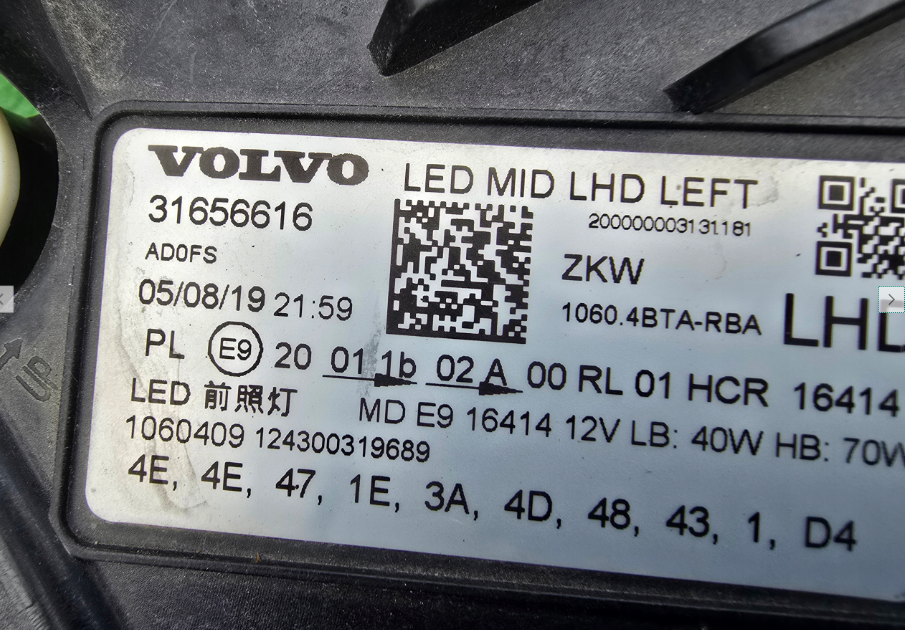 VOLVO
LED MID LHD LEFT
31656616
200000003131181
AD0FS
ZKW
05/08/19 21:59
1060.4BTA-RBA
LHD
PL E9 20 01 1b 02 A 00 RL 01 HCR 16414
LED 前照灯
MD E9 16414 12V LB: 40W HB: 70W
1060409 124300319689
4E, 4E, 47, 1E, 3A, 4D, 48, 43, 1, D4
UP